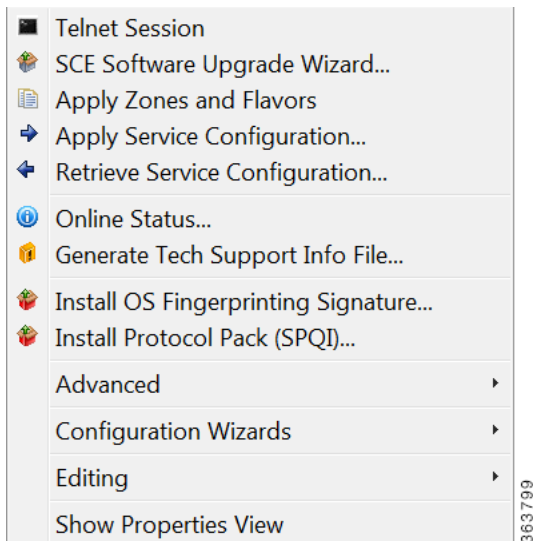 Telnet Session
SCE Software Upgrade Wizard...
Apply Zones and Flavors
Apply Service Configuration...
Retrieve Service Configuration...
Online Status...
Generate Tech Support Info File...
Install OS Fingerprinting Signature...
Install Protocol Pack (SPQI)...
Advanced
Configuration Wizards
Editing
Show Properties View
363799